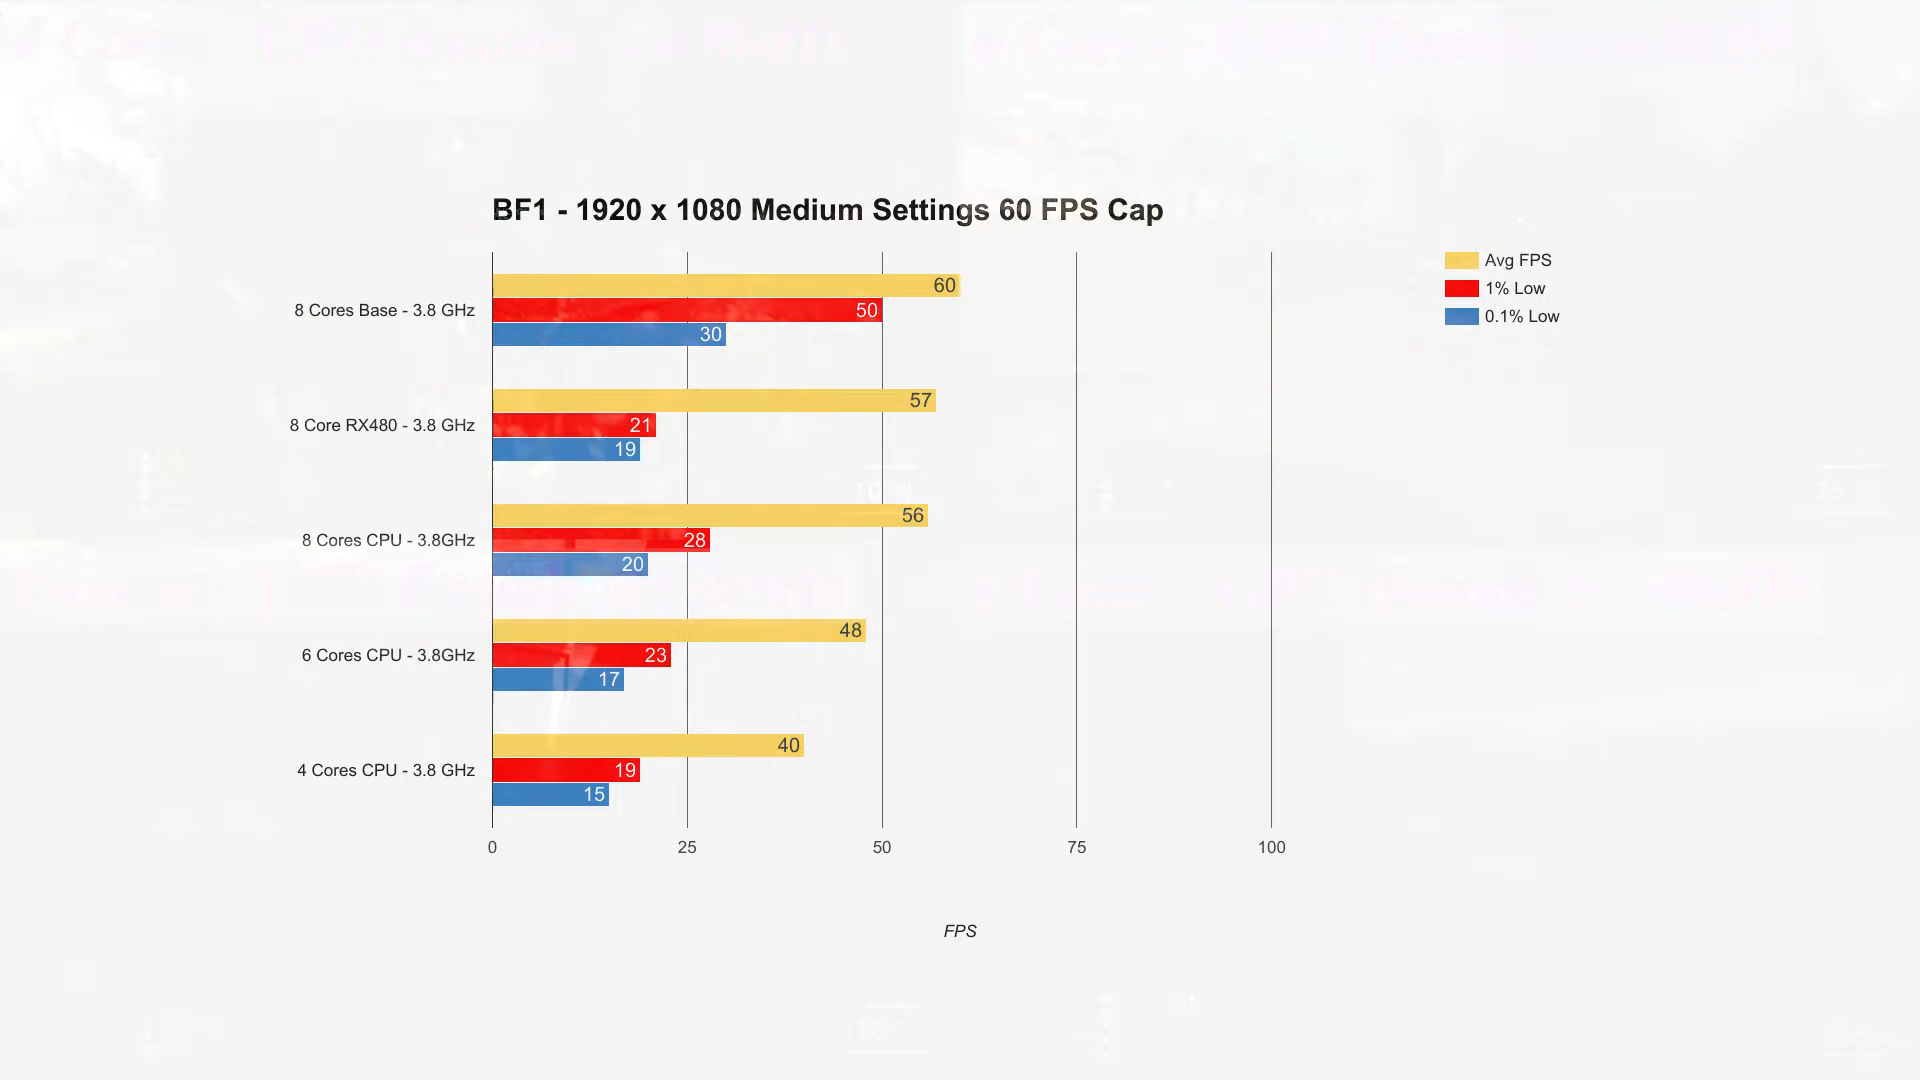 BF1 - 1920 x 1080 Medium Settings 60 FPS Cap
Avg FPS
1% Low
0.1% Low
8 Cores Base - 3.8 GHz
60
50
30
8 Core RX480 - 3.8 GHz
57
21
19
8 Cores CPU - 3.8GHz
56
28
20
6 Cores CPU - 3.8GHz
48
23
17
4 Cores CPU - 3.8 GHz
40
19
15
0 25 50 75 100
FPS